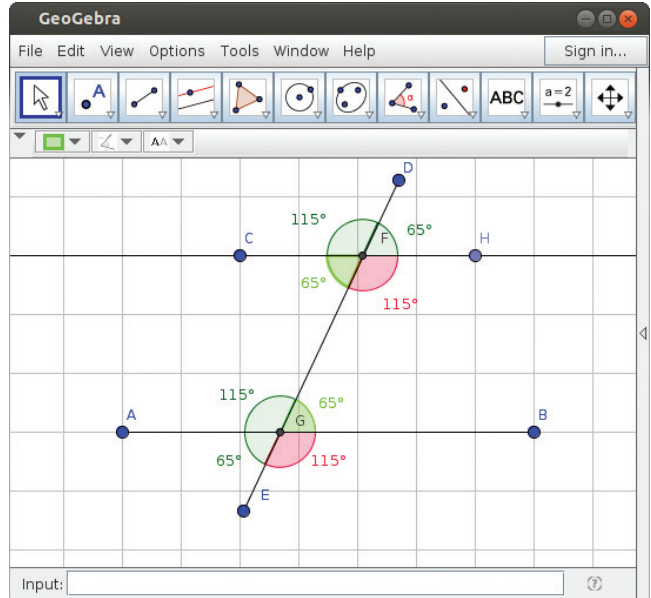 GeoGebra
File Edit View Options Tools Window Help Sign in...
A α ABC a=2
AA
D
115° 65°
C F H
65°
115°
115° 65°
A G B
65° 115°
E
Input: